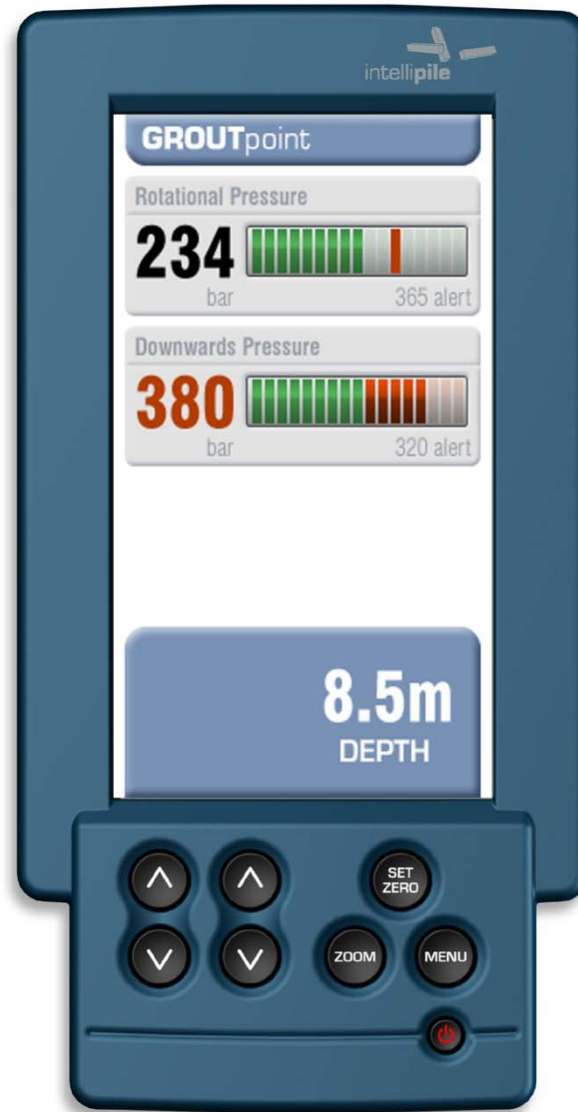 intellipile
GROUTpoint
Rotational Pressure
234
bar 365 alert
Downwards Pressure
380
bar 320 alert
8.5m
DEPTH
SET
ZERO
ZOOM MENU